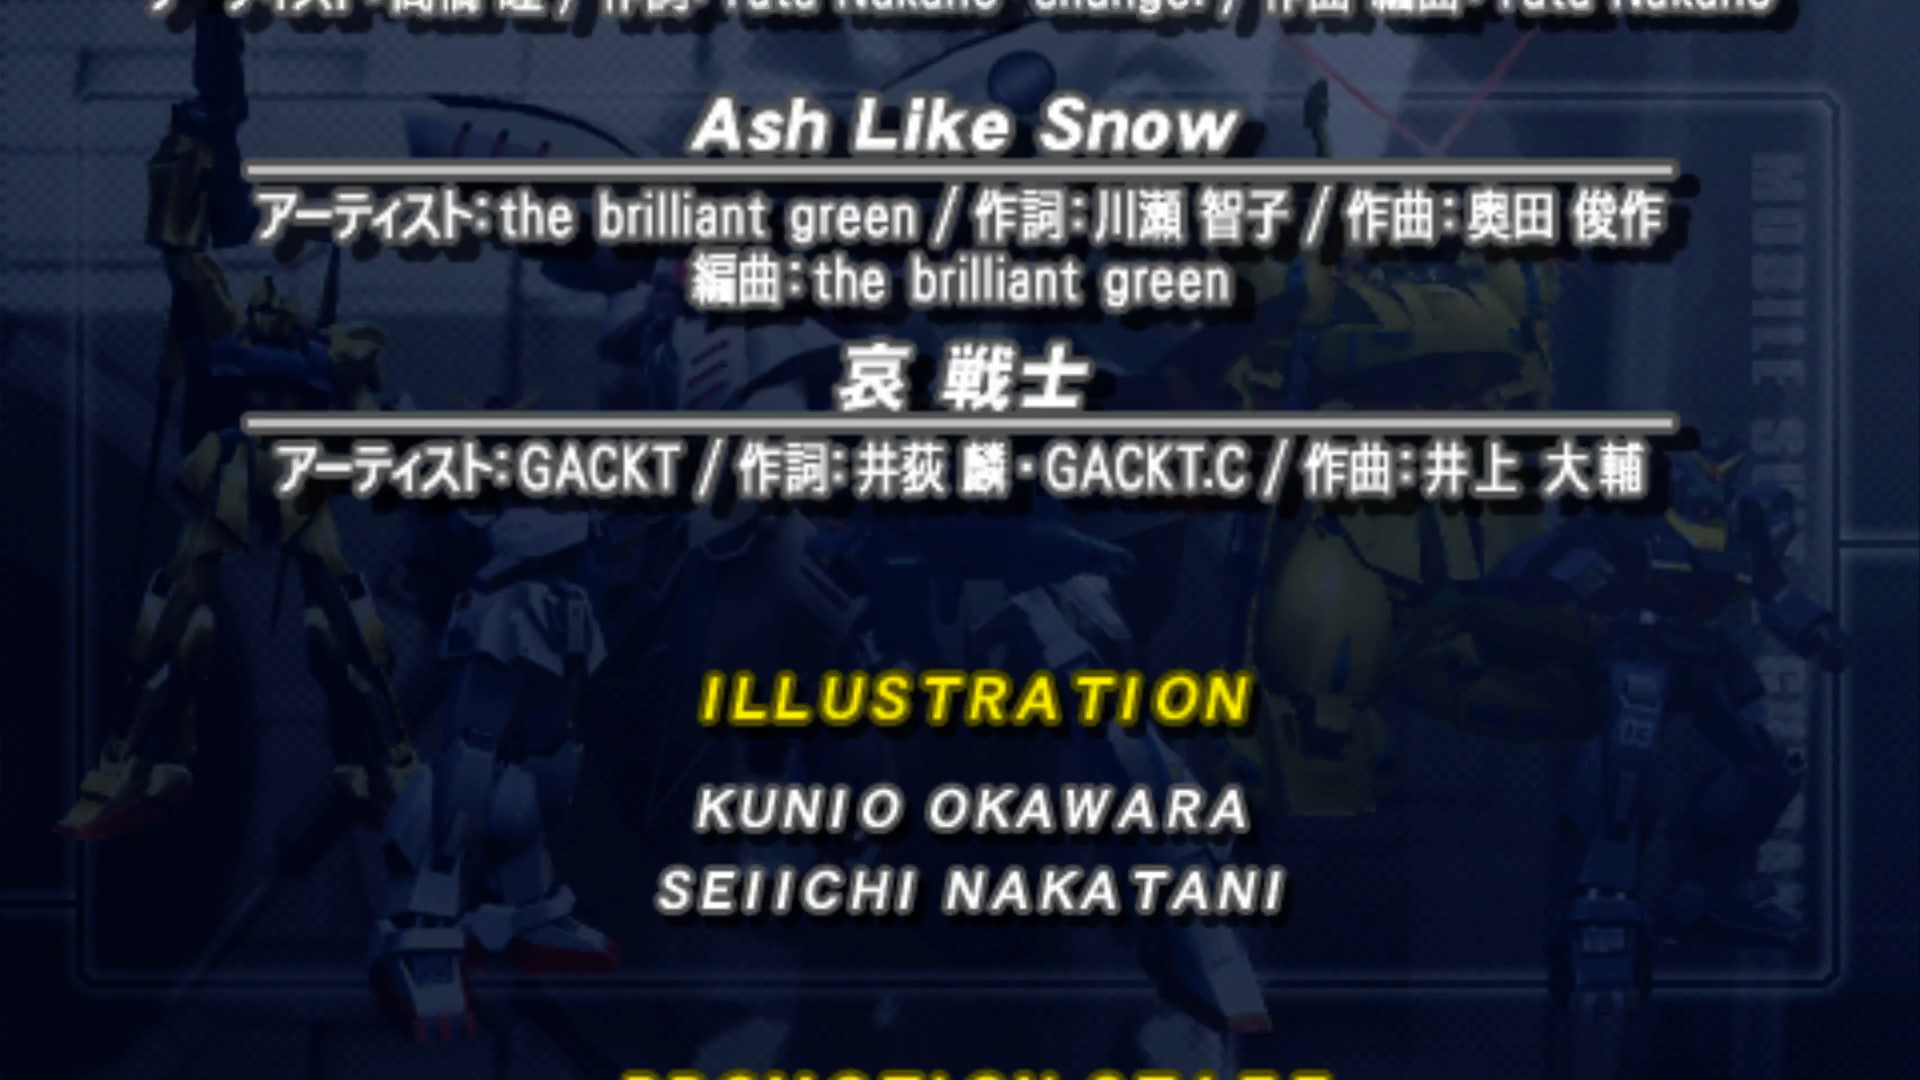 Ash Like Snow
アーティスト:the brilliant green / 作詞:川瀬 智子 / 作曲:奥田 俊作
編曲:the brilliant green
哀 戦士
アーティスト:GACKT / 作詞:井荻 麟・GACKT.C / 作曲:井上 大輔
ILLUSTRATION
KUNIO OKAWARA
SEIICHI NAKATANI